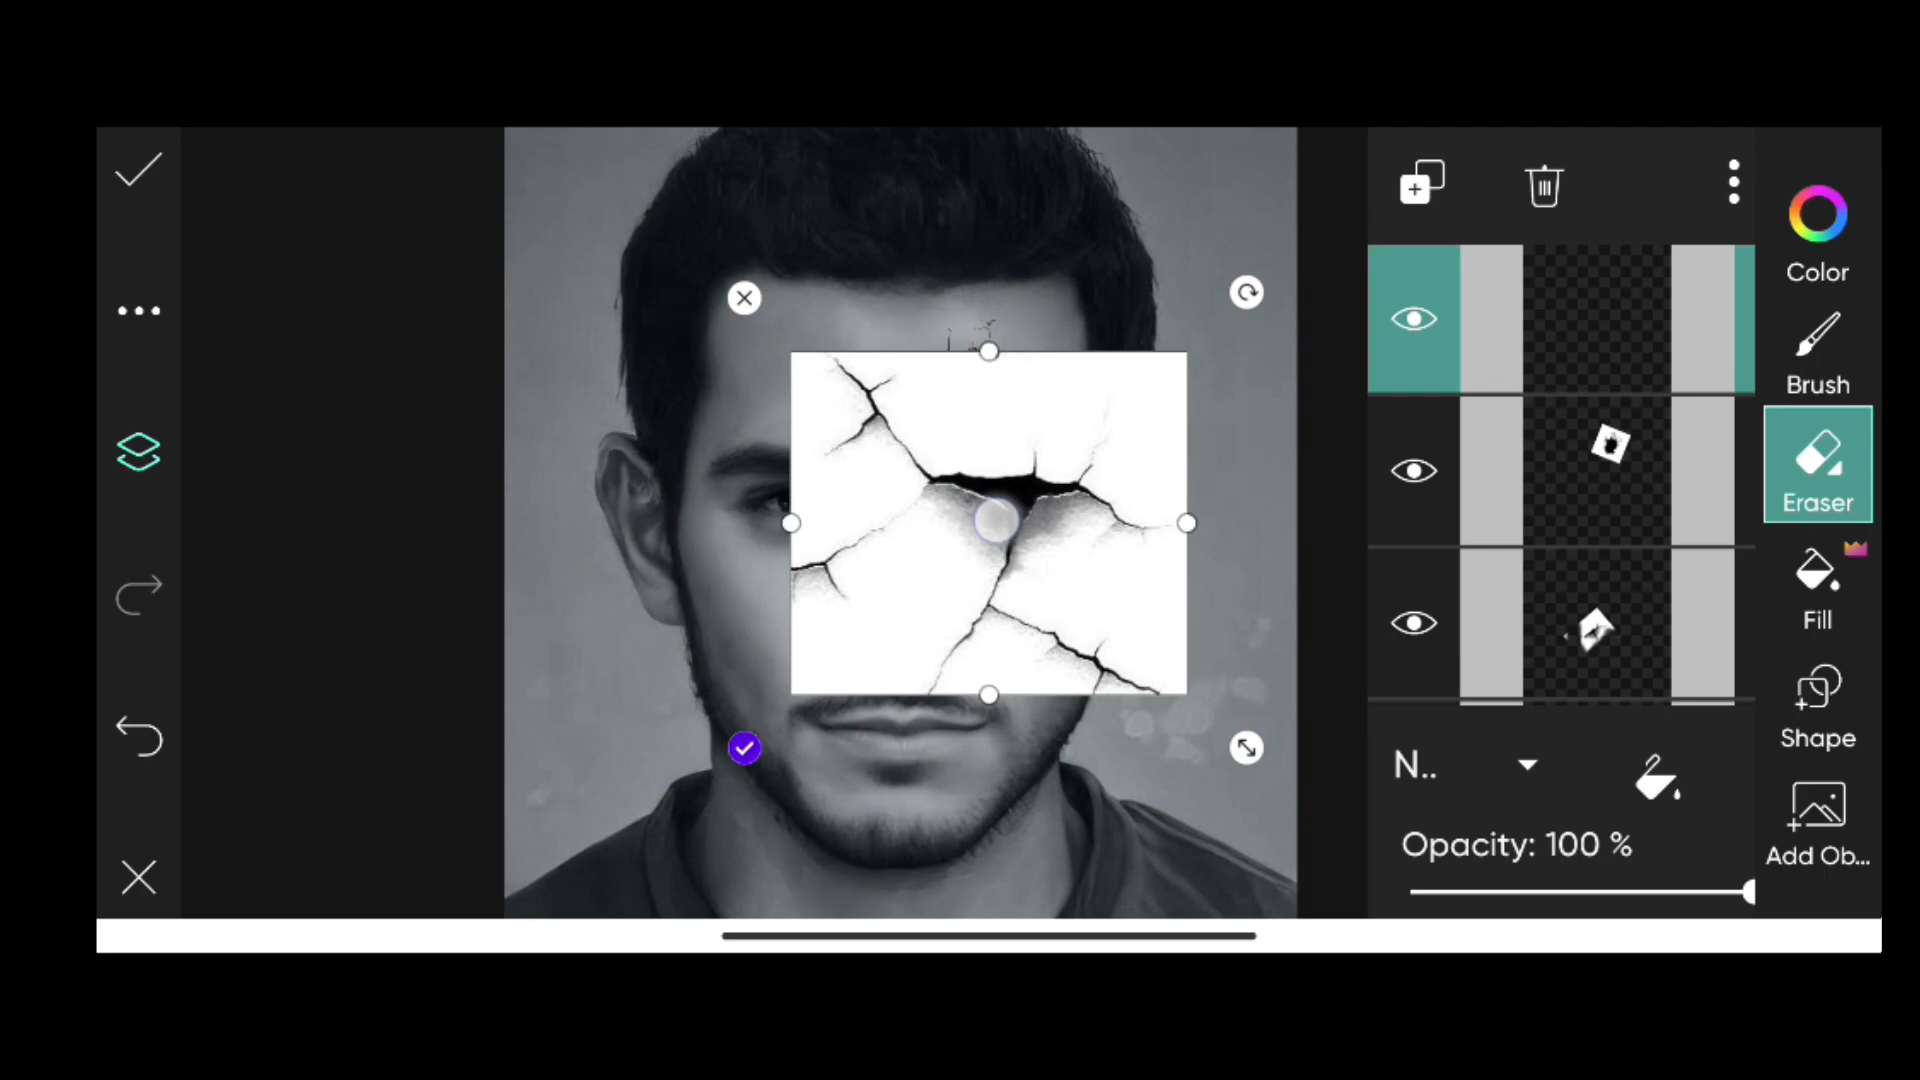 Color
Brush
Eraser
Fill
Shape
Add Ob...
N..
Opacity: 100 %